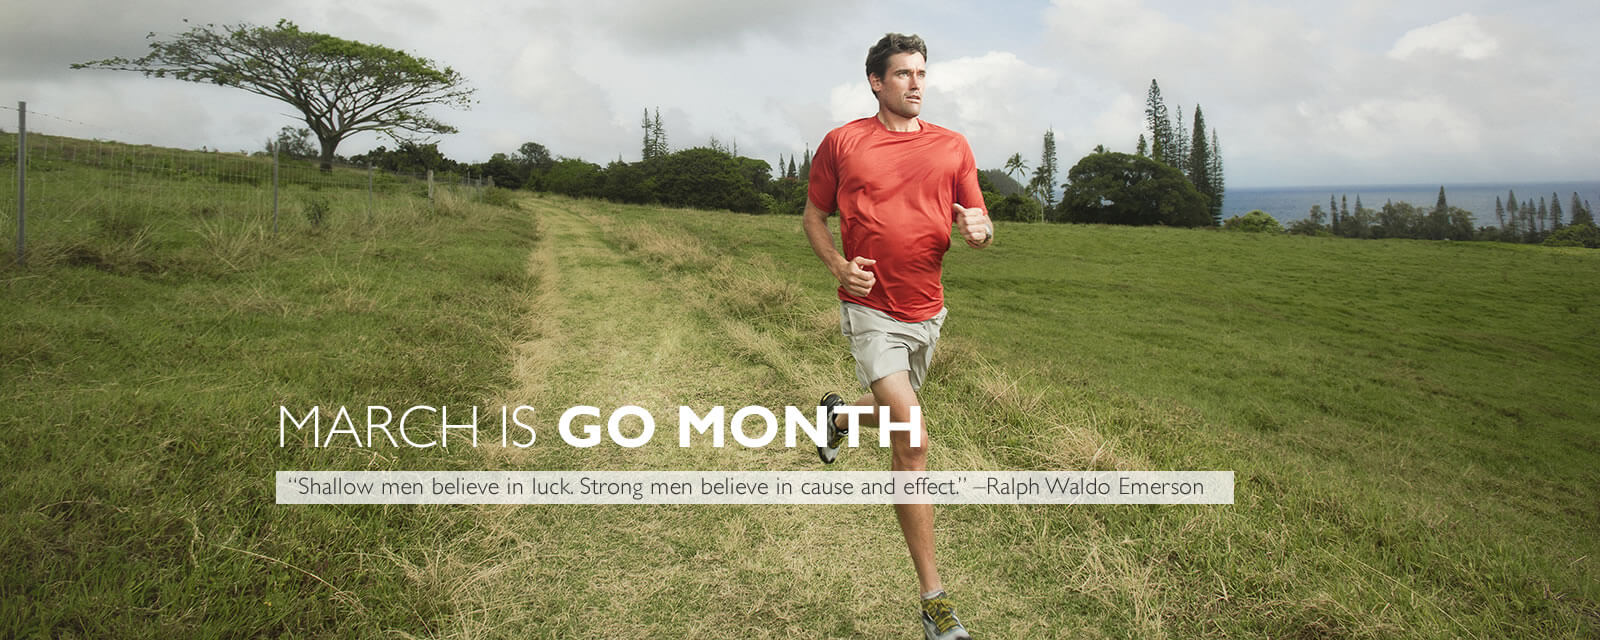 MARCH IS GO MONTH
“Shallow men believe in luck. Strong men believe in cause and effect.” –Ralph Waldo Emerson